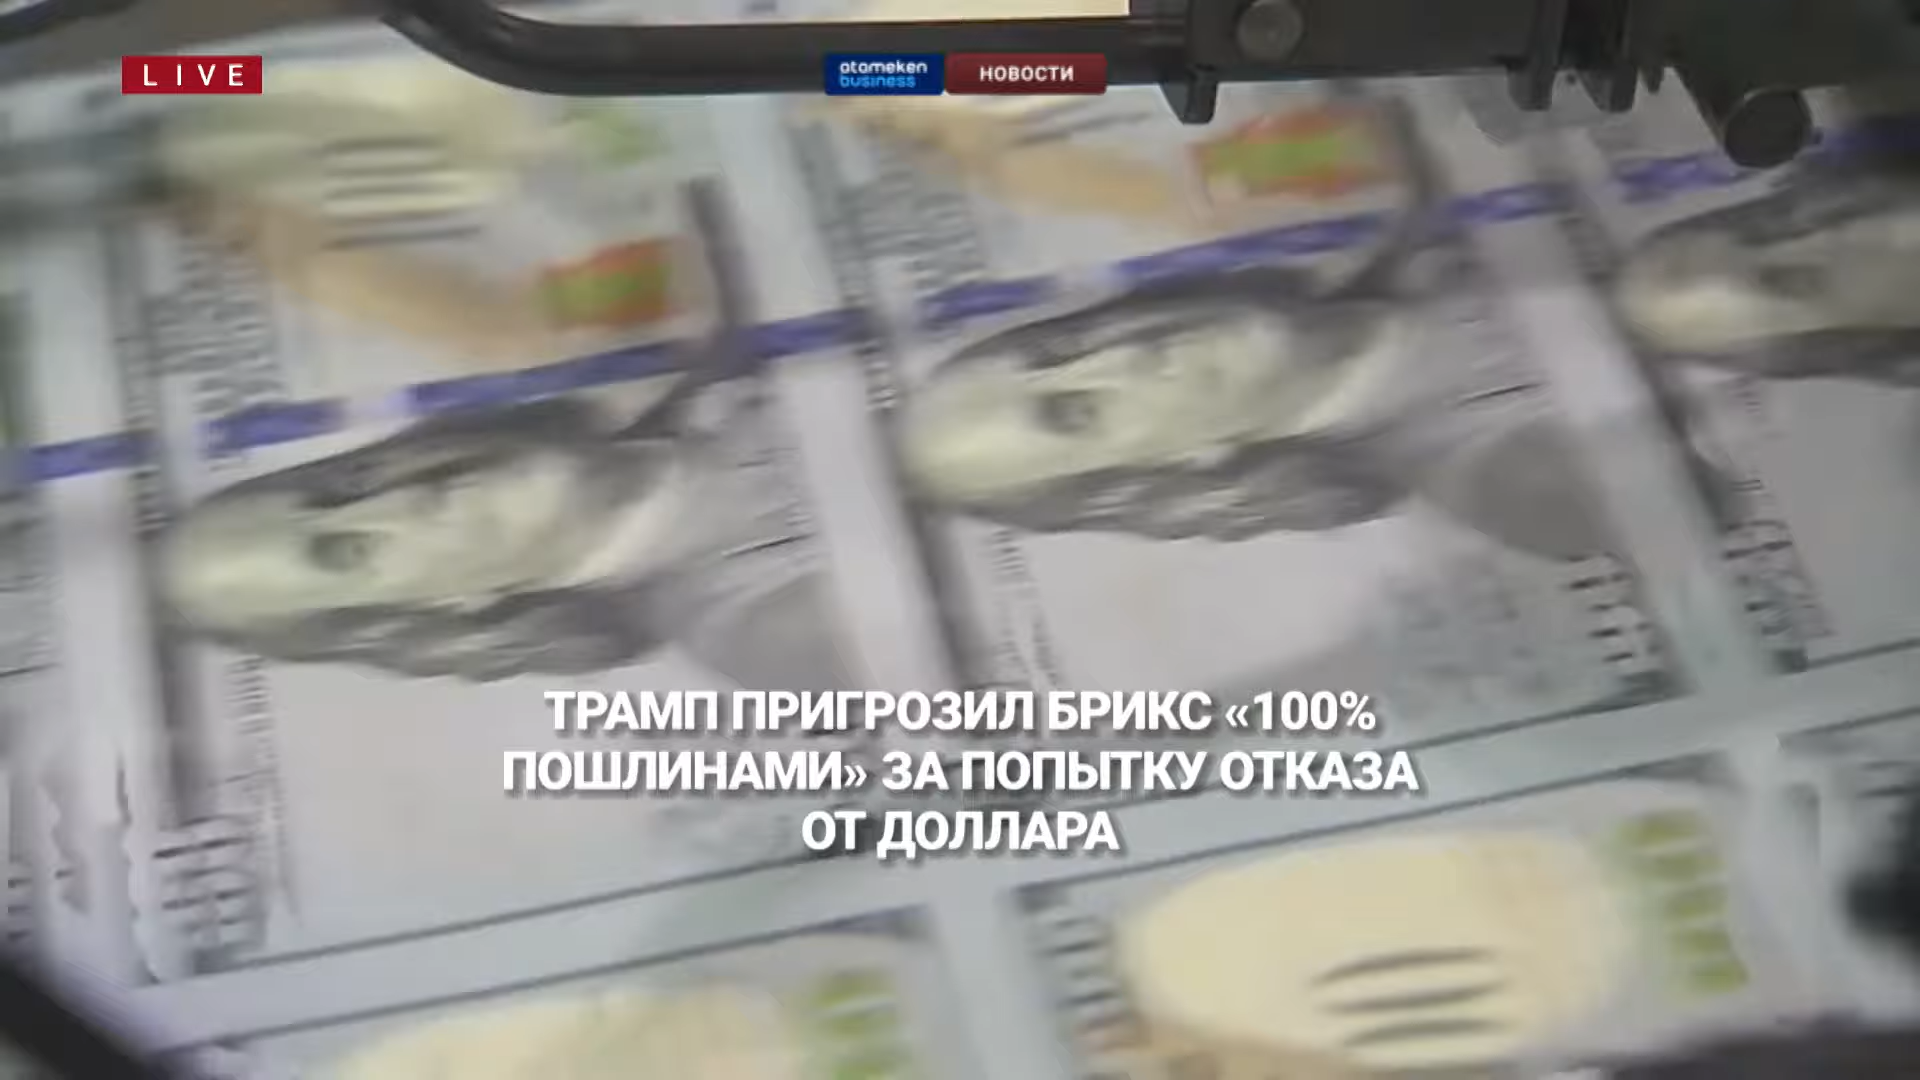 LIVE
atameken
business
НОВОСТИ
ТРАМП ПРИГРОЗИЛ БРИКС «100%
ПОШЛИНАМИ» ЗА ПОПЫТКУ ОТКАЗА
ОТ ДОЛЛАРА